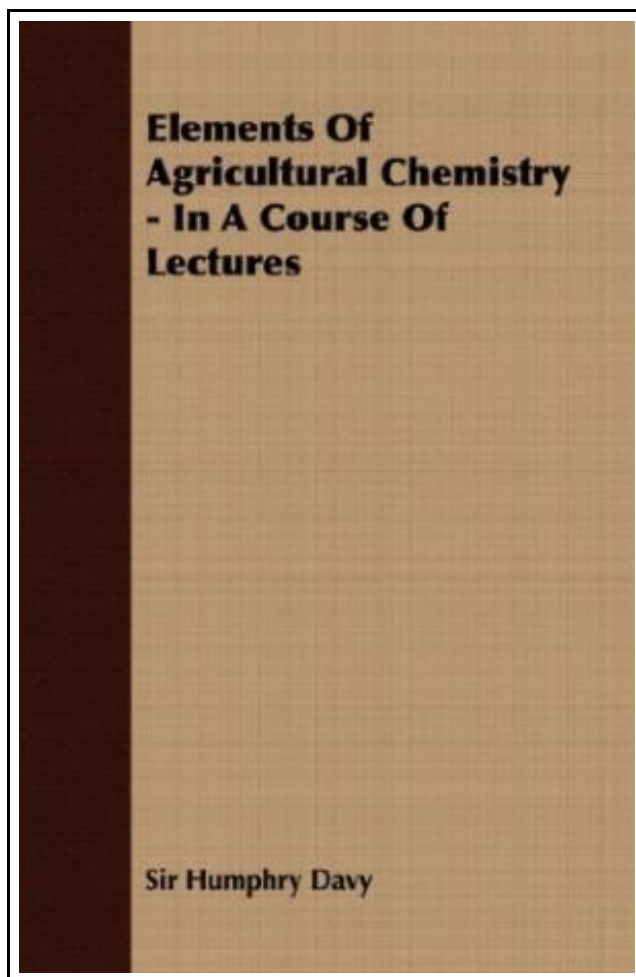 Elements Of
Agricultural Chemistry
- In A Course Of
Lectures
Sir Humphry Davy